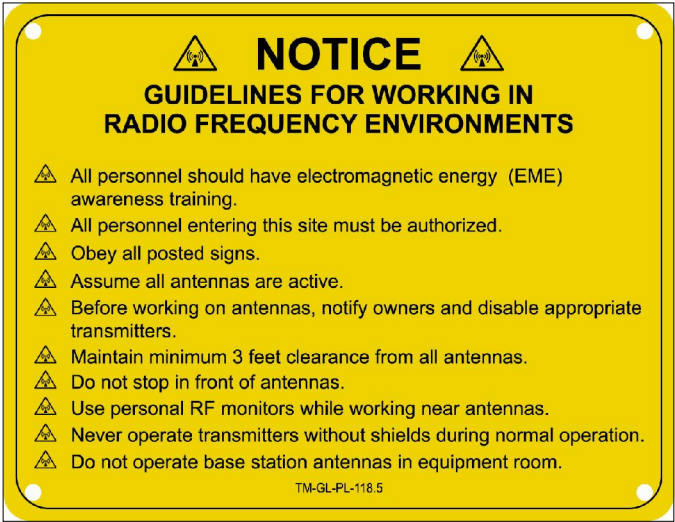 NOTICE
GUIDELINES FOR WORKING IN
RADIO FREQUENCY ENVIRONMENTS
All personnel should have electromagnetic energy (EME)
awareness training.
All personnel entering this site must be authorized.
Obey all posted signs.
Assume all antennas are active.
Before working on antennas, notify owners and disable appropriate
transmitters.
Maintain minimum 3 feet clearance from all antennas.
Do not stop in front of antennas.
Use personal RF monitors while working near antennas.
Never operate transmitters without shields during normal operation.
Do not operate base station antennas in equipment room.
TM-GL-PL-118.5